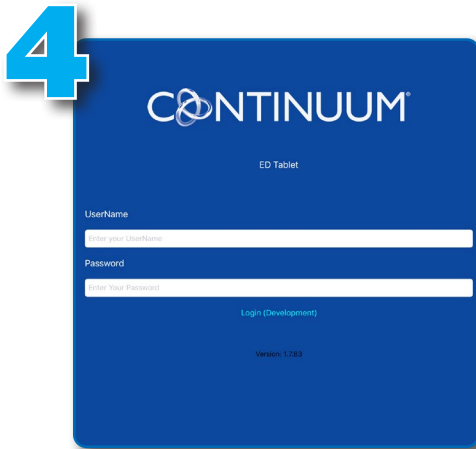 4
CONTINUUM®
ED Tablet
UserName
Enter your UserName
Password
Enter Your Password
Login (Development)
Version: 1.7.63